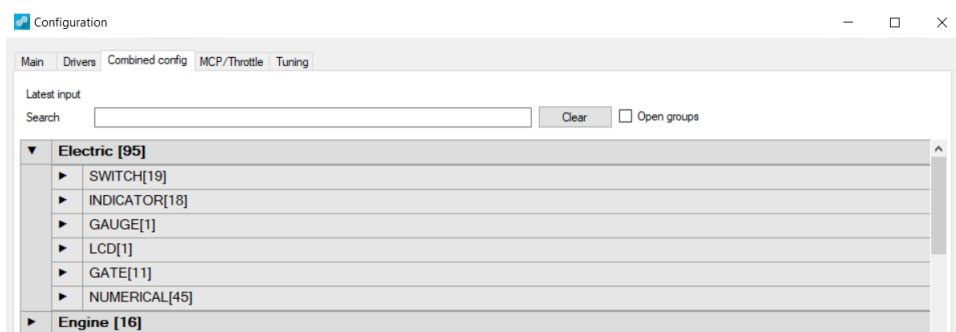 Configuration
Main Drivers Combined config MCP/Throttle Tuning
Latest input
Search Clear Open groups
Electric [95]
SWITCH[19]
INDICATOR[18]
GAUGE[1]
LCD[1]
GATE[11]
NUMERICAL[45]
Engine [16]